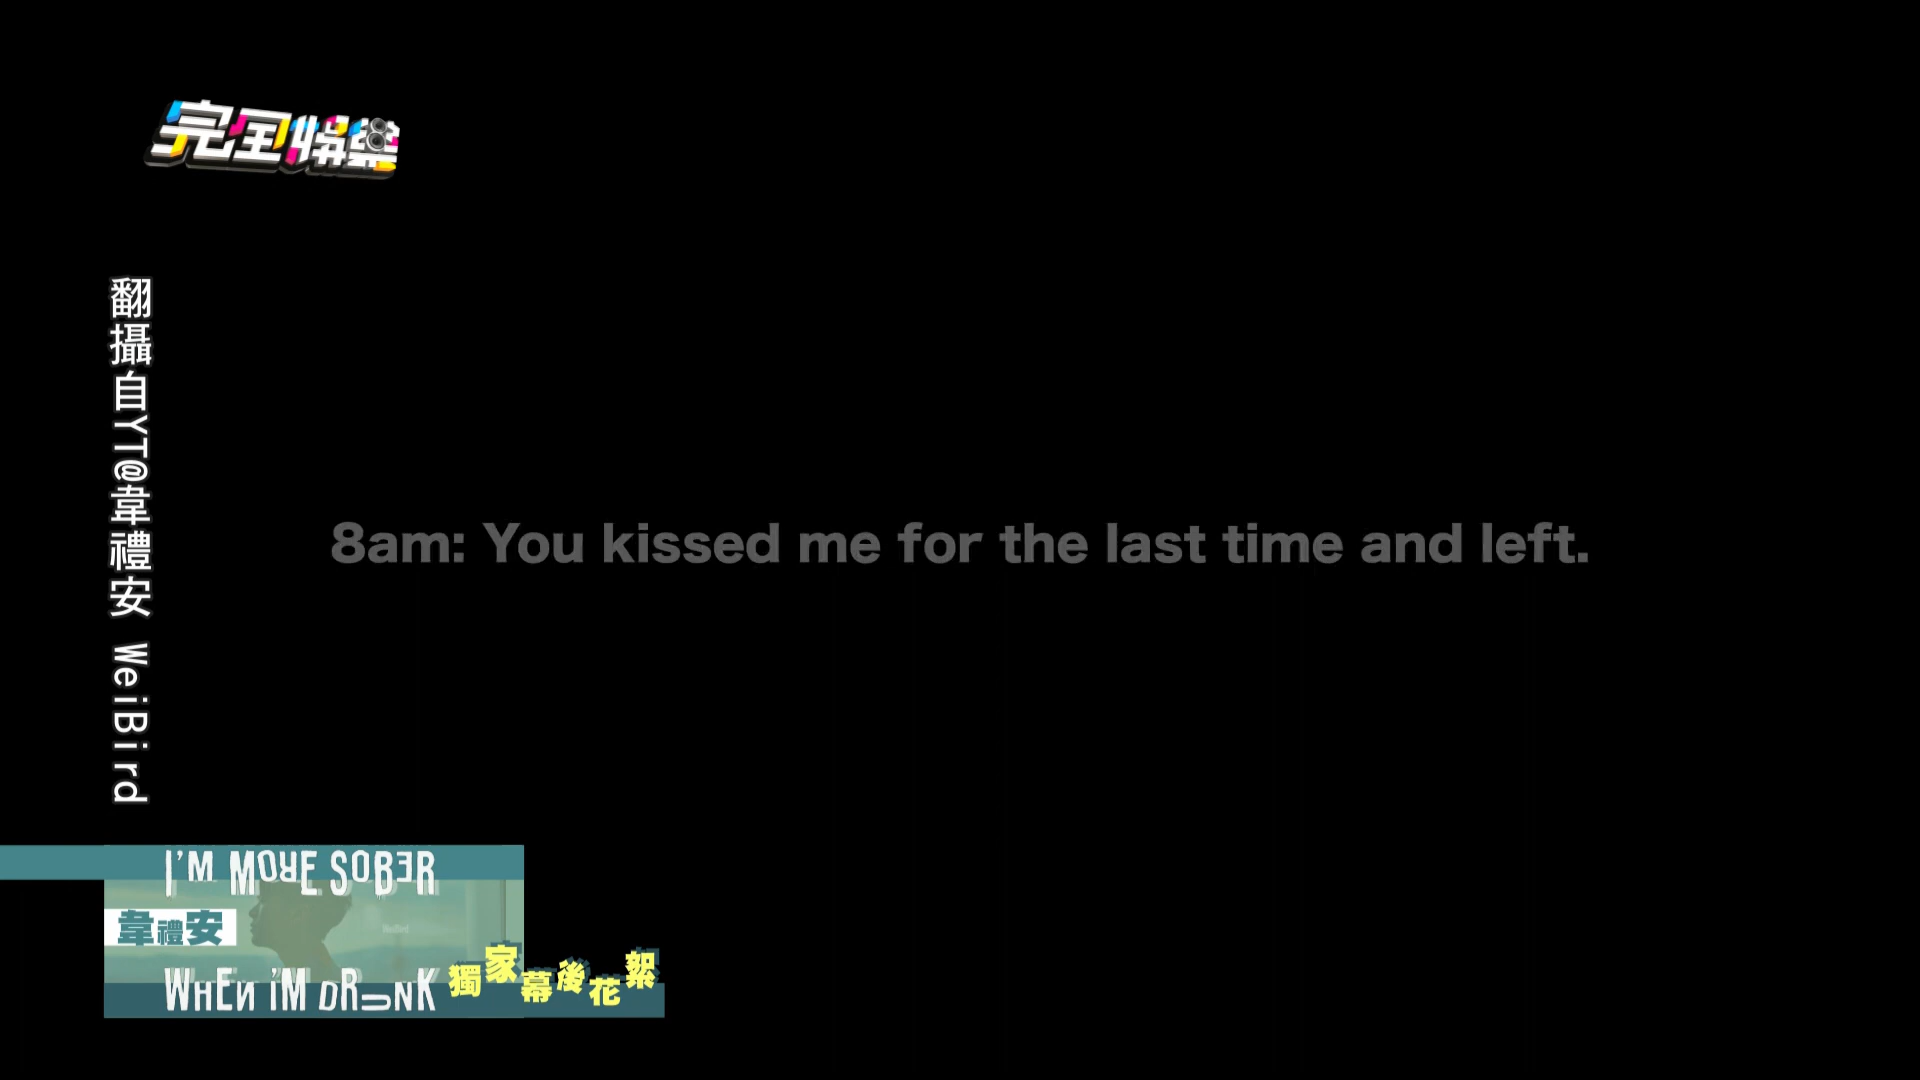 完全娛樂
翻攝自YT@韋禮安 WeiBird
8am: You kissed me for the last time and left.
I'M MORE SOBER
韋禮安
WeiBird
WHEN I'M DRUNK
獨家幕後花絮